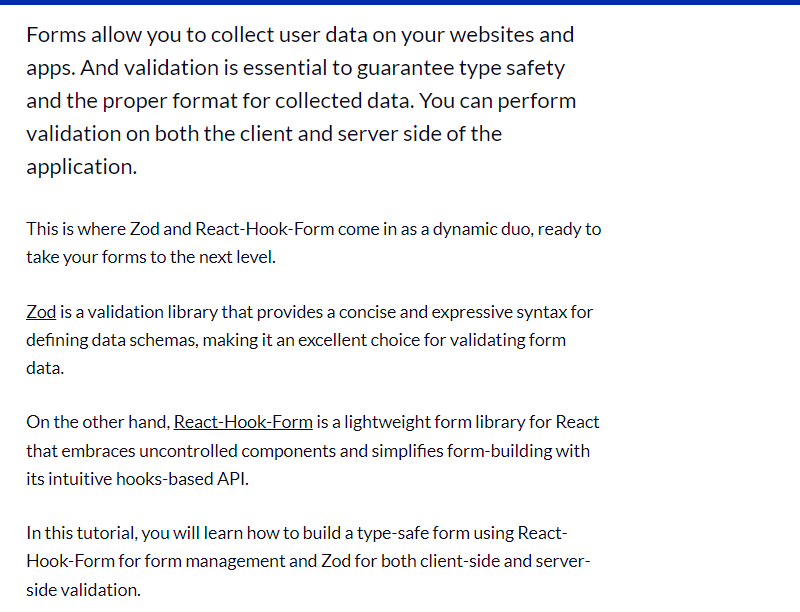 Forms allow you to collect user data on your websites and
apps. And validation is essential to guarantee type safety
and the proper format for collected data. You can perform
validation on both the client and server side of the
application.
This is where Zod and React-Hook-Form come in as a dynamic duo, ready to
take your forms to the next level.
Zod is a validation library that provides a concise and expressive syntax for
defining data schemas, making it an excellent choice for validating form
data.
On the other hand, React-Hook-Form is a lightweight form library for React
that embraces uncontrolled components and simplifies form-building with
its intuitive hooks-based API.
In this tutorial, you will learn how to build a type-safe form using React-
Hook-Form for form management and Zod for both client-side and server-
side validation.